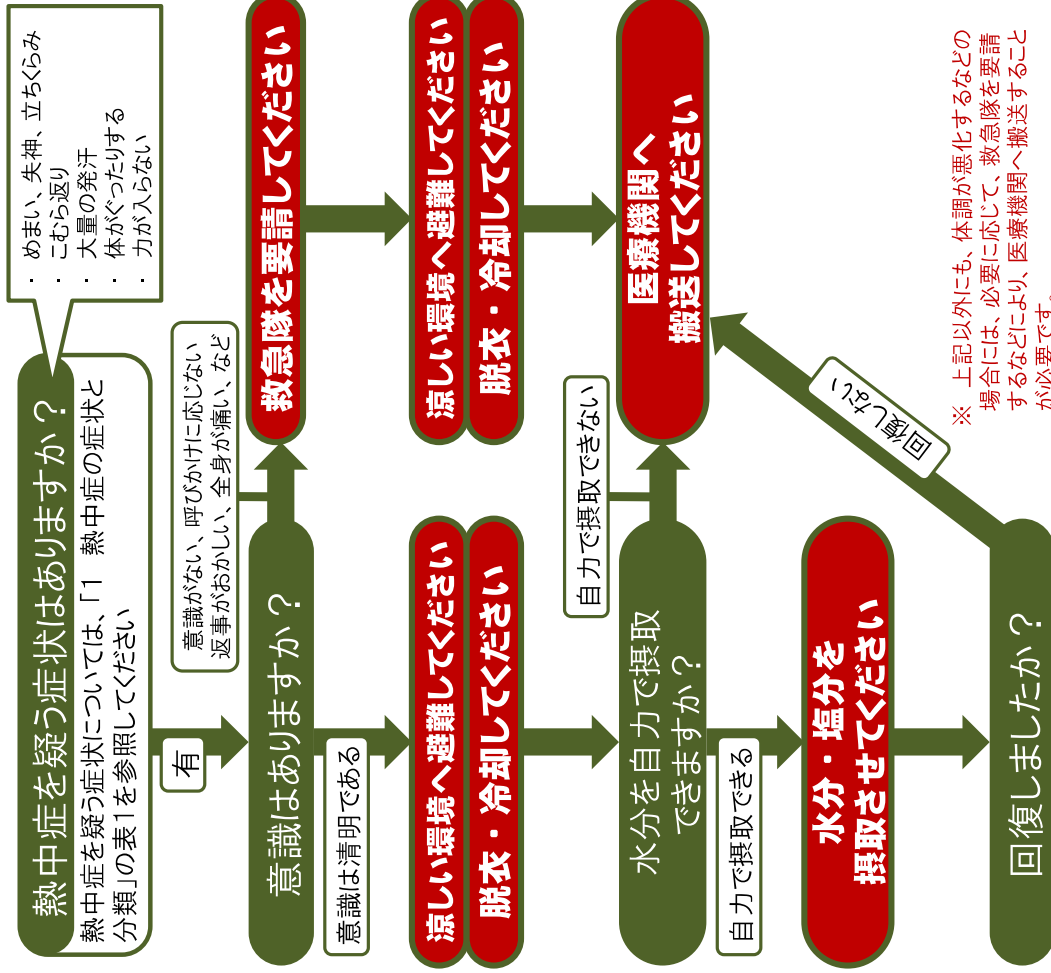 熱中症を疑う症状はありますか？
熱中症を疑う症状については、「1　熱中症の症状と
分類」の表1を参照してください
・ めまい、失神、立ちくらみ
・ こむら返り
・ 大量の発汗
・ 体がぐったりする
・ 力が入らない
有
意識はありますか？
意識がない、呼びかけに応じない
返事がおかしい、全身が痛い、など
救急隊を要請してください
涼しい環境へ避難してください
脱衣・冷却してください
意識は清明である
涼しい環境へ避難してください
脱衣・冷却してください
水分を自力で摂取
できますか？
自力で摂取できない
医療機関へ
搬送してください
自力で摂取できる
水分・塩分を
摂取させてください
回復しましたか？
回復しない
※　上記以外にも、体調が悪化するなどの
場合には、必要に応じて、救急隊を要請
するなどにより、医療機関へ搬送すること
が必要です。